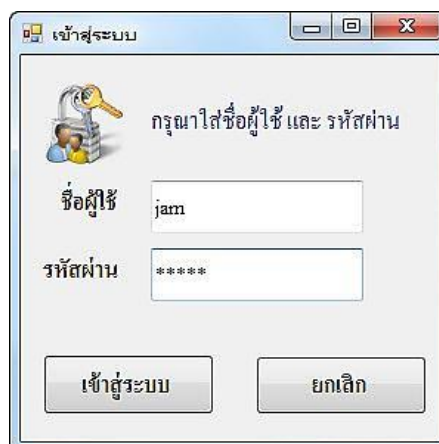 เข้าสู่ระบบ
กรุณาใส่ชื่อผู้ใช้ และ รหัสผ่าน
ชื่อผู้ใช้ jam
รหัสผ่าน *****
เข้าสู่ระบบ ยกเลิก